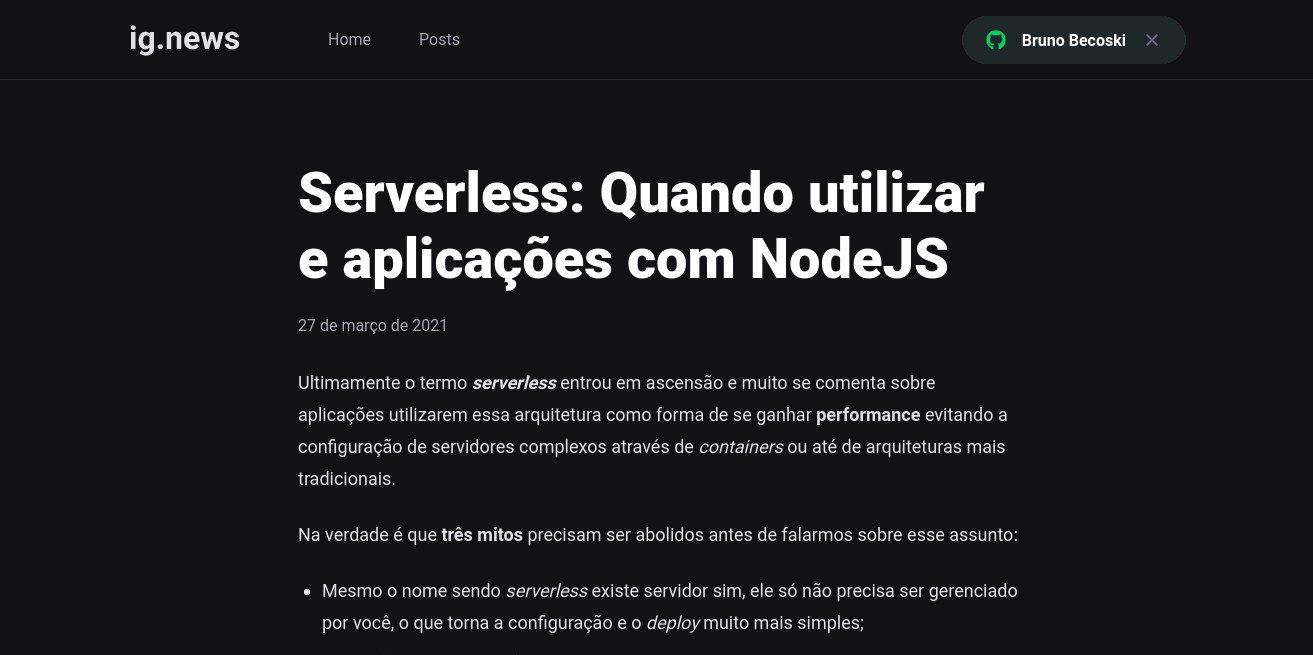 ig.news
Home
Posts
Bruno Becoski
Serverless: Quando utilizar
e aplicações com NodeJS
27 de março de 2021
Ultimamente o termo serverless entrou em ascensão e muito se comenta sobre
aplicações utilizarem essa arquitetura como forma de se ganhar performance evitando a
configuração de servidores complexos através de containers ou até de arquiteturas mais
tradicionais.
Na verdade é que três mitos precisam ser abolidos antes de falarmos sobre esse assunto:
• Mesmo o nome sendo serverless existe servidor sim, ele só não precisa ser gerenciado
por você, o que torna a configuração e o deploy muito mais simples;